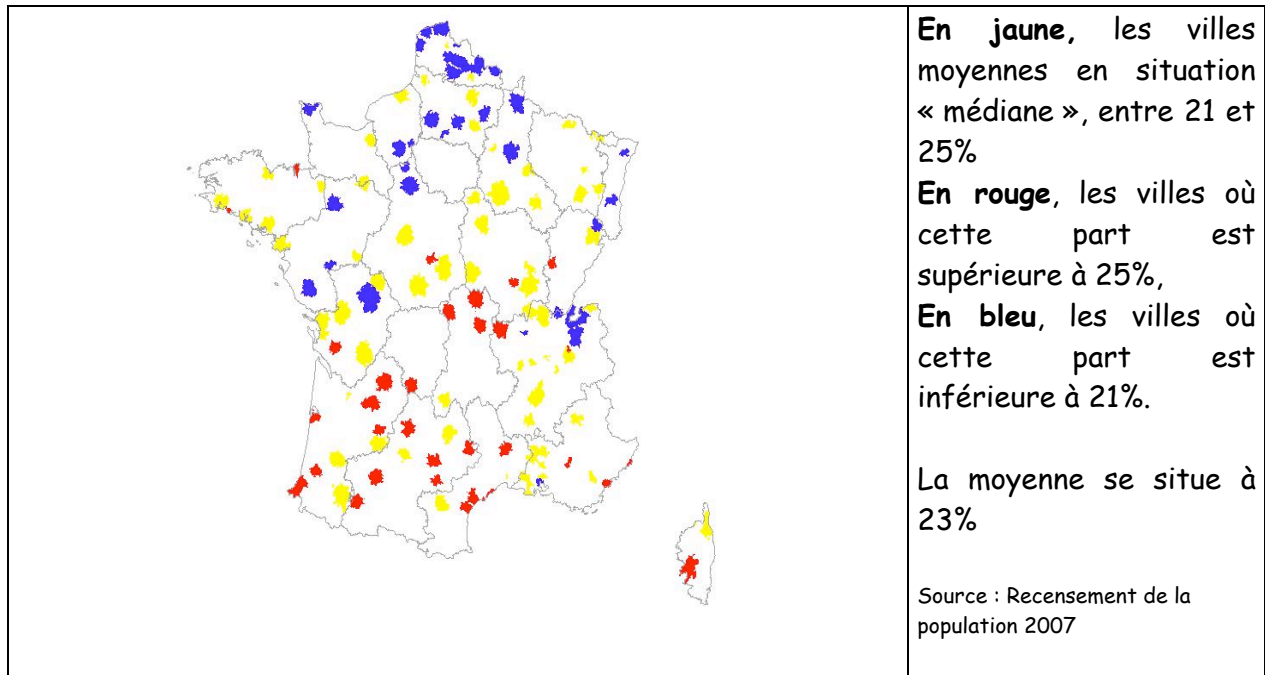 En jaune, les villes
moyennes en situation
« médiane », entre 21 et
25%
En rouge, les villes où
cette part est
supérieure à 25%,
En bleu, les villes où
cette part est
inférieure à 21%.
La moyenne se situe à
23%
Source : Recensement de la
population 2007